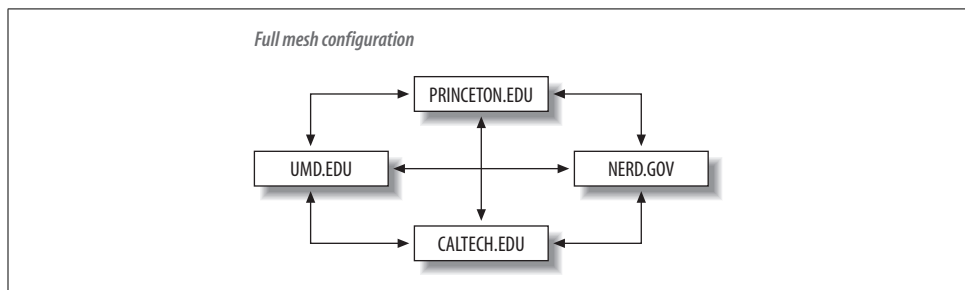 Full mesh configuration
PRINCETON.EDU
UMD.EDU
NERD.GOV
CALTECH.EDU